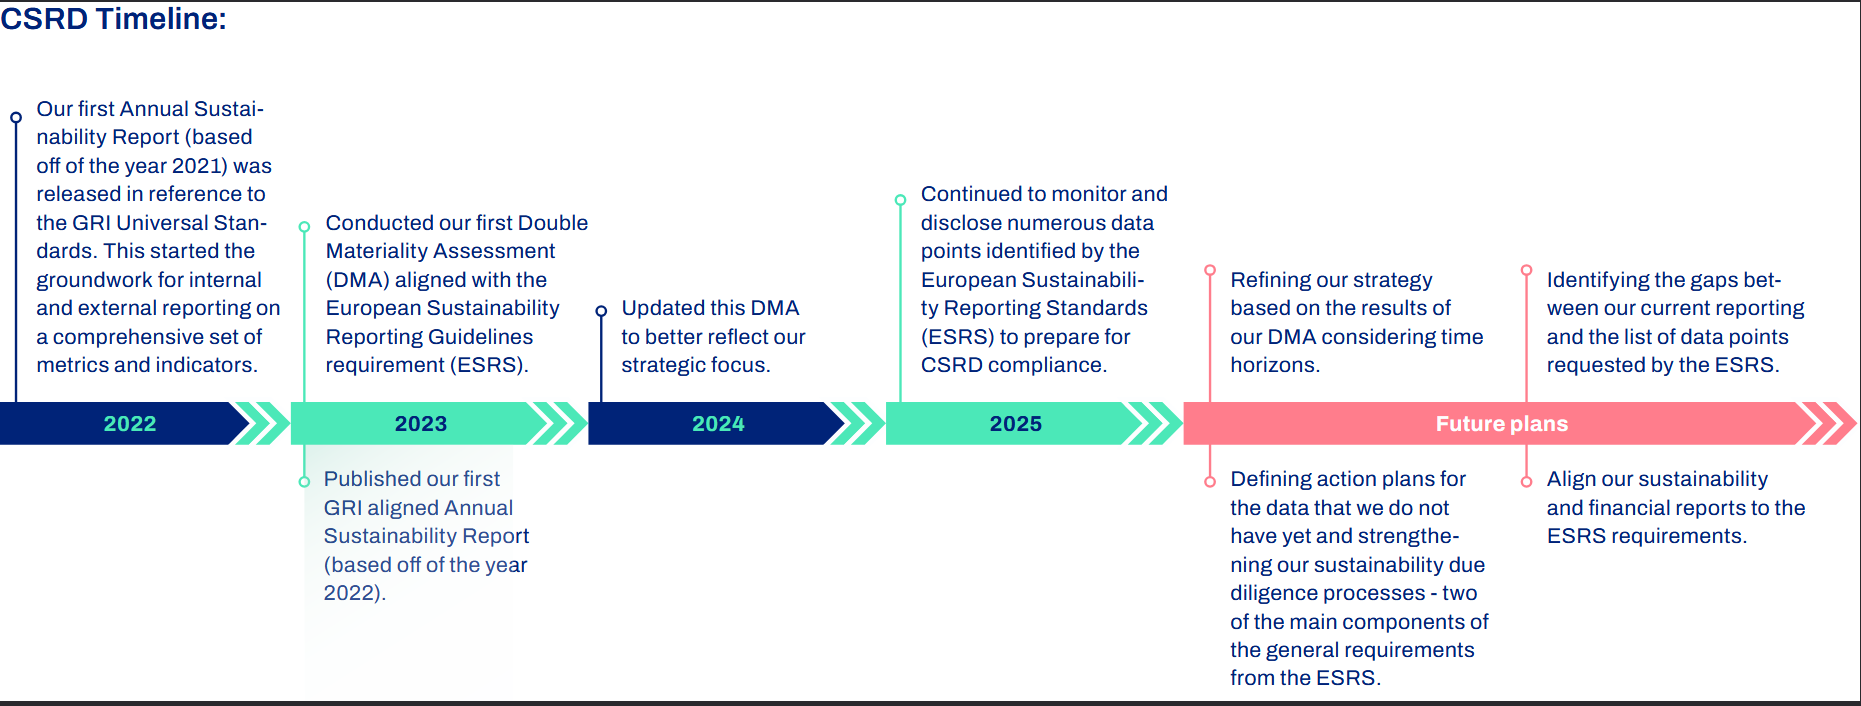 CSRD Timeline:
Our first Annual Sustai-
nability Report (based
off of the year 2021) was
released in reference to
the GRI Universal Stan-
dards. This started the
groundwork for internal
and external reporting on
a comprehensive set of
metrics and indicators.
Conducted our first Double
Materiality Assessment
(DMA) aligned with the
European Sustainability
Reporting Guidelines
requirement (ESRS).
Updated this DMA
to better reflect our
strategic focus.
Continued to monitor and
disclose numerous data
points identified by the
European Sustainabili-
ty Reporting Standards
(ESRS) to prepare for
CSRD compliance.
Refining our strategy
based on the results of
our DMA considering time
horizons.
Identifying the gaps bet-
ween our current reporting
and the list of data points
requested by the ESRS.
2022
2023
2024
2025
Future plans
Published our first
GRI aligned Annual
Sustainability Report
(based off of the year
2022).
Defining action plans for
the data that we do not
have yet and strengthe-
ning our sustainability due
diligence processes - two
of the main components of
the general requirements
from the ESRS.
Align our sustainability
and financial reports to the
ESRS requirements.